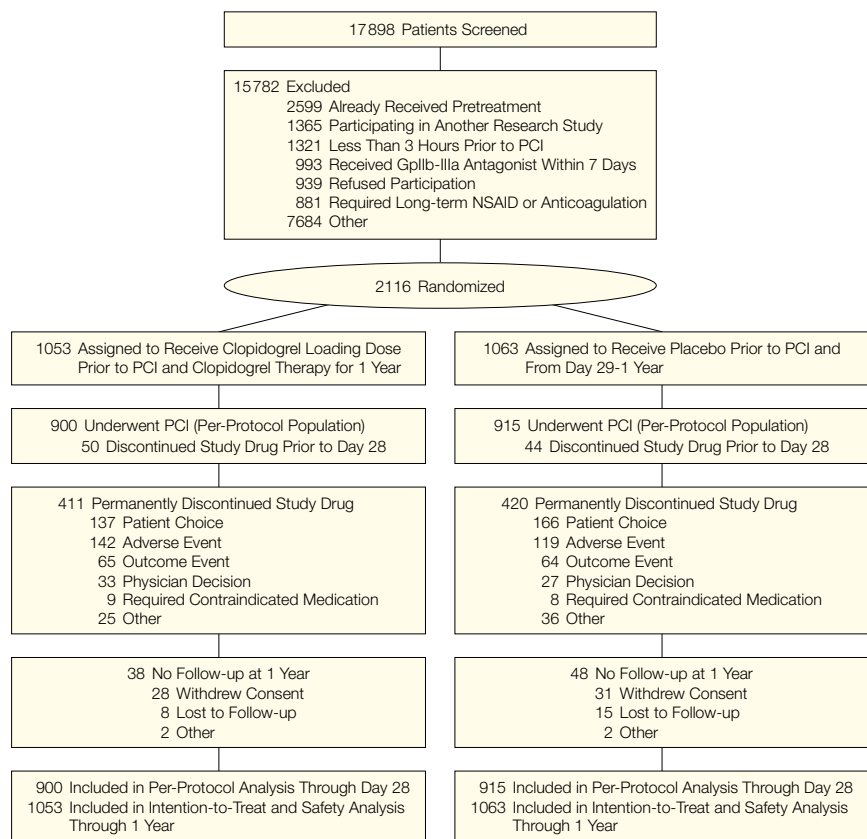 17898 Patients Screened
15782 Excluded
2599 Already Received Pretreatment
1365 Participating in Another Research Study
1321 Less Than 3 Hours Prior to PCI
993 Received GpIIb-IIIa Antagonist Within 7 Days
939 Refused Participation
881 Required Long-term NSAID or Anticoagulation
7684 Other
2116 Randomized
1053 Assigned to Receive Clopidogrel Loading Dose
Prior to PCI and Clopidogrel Therapy for 1 Year
900 Underwent PCI (Per-Protocol Population)
50 Discontinued Study Drug Prior to Day 28
411 Permanently Discontinued Study Drug
137 Patient Choice
142 Adverse Event
65 Outcome Event
33 Physician Decision
9 Required Contraindicated Medication
25 Other
38 No Follow-up at 1 Year
28 Withdrew Consent
8 Lost to Follow-up
2 Other
900 Included in Per-Protocol Analysis Through Day 28
1053 Included in Intention-to-Treat and Safety Analysis
Through 1 Year
1063 Assigned to Receive Placebo Prior to PCI and
From Day 29-1 Year
915 Underwent PCI (Per-Protocol Population)
44 Discontinued Study Drug Prior to Day 28
420 Permanently Discontinued Study Drug
166 Patient Choice
119 Adverse Event
64 Outcome Event
27 Physician Decision
8 Required Contraindicated Medication
36 Other
48 No Follow-up at 1 Year
31 Withdrew Consent
15 Lost to Follow-up
2 Other
915 Included in Per-Protocol Analysis Through Day 28
1063 Included in Intention-to-Treat and Safety Analysis
Through 1 Year